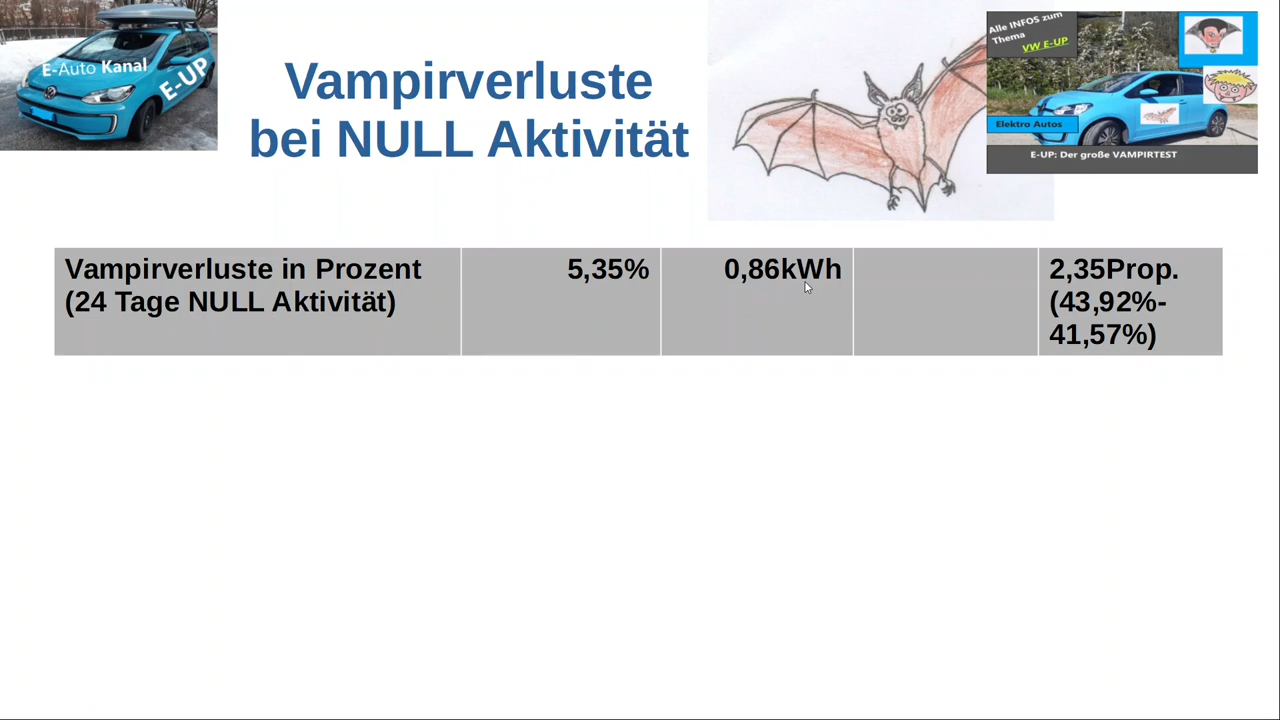 E-Auto Kanal
E-UP
Vampirverluste
bei NULL Aktivität
Alle INFOS zum
Thema
VW E-UP
Elektro Autos
E-UP: Der große VAMPIRTEST
Vampirverluste in Prozent
(24 Tage NULL Aktivität)
5,35%
0,86kWh
2,35Prop.
(43,92%-
41,57%)